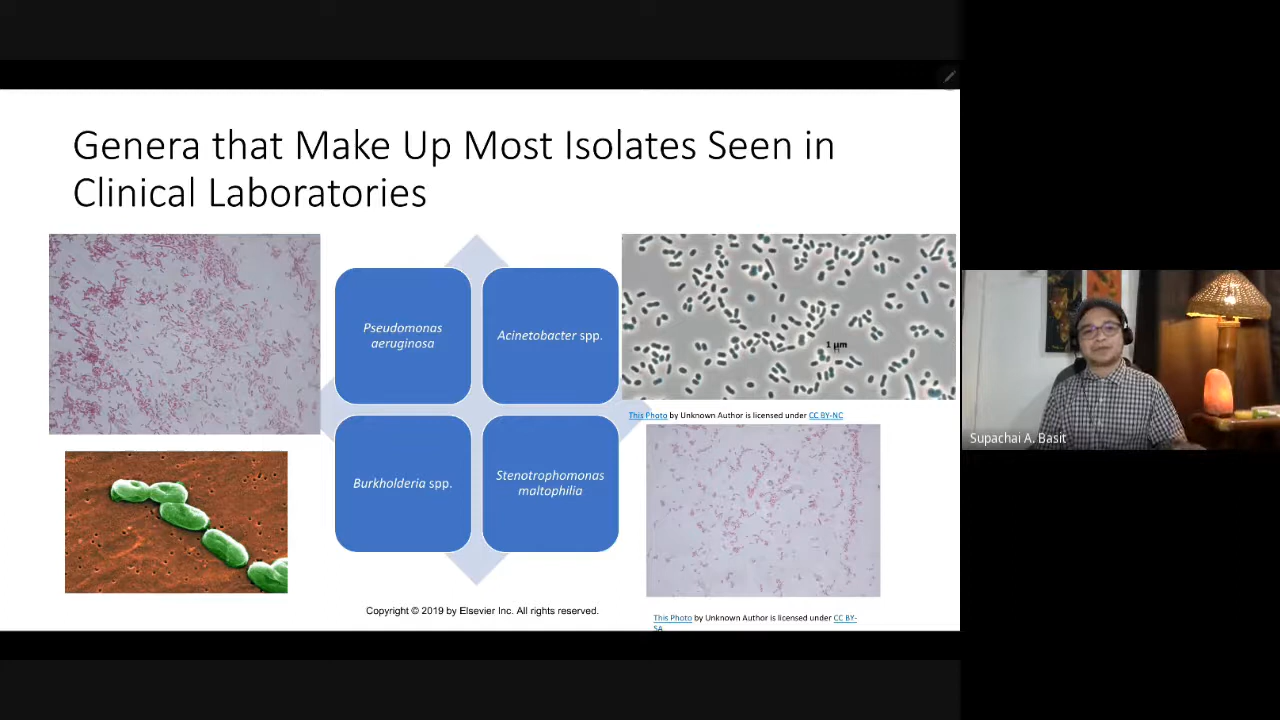 Genera that Make Up Most Isolates Seen in
Clinical Laboratories
Pseudomonas
aeruginosa
Acinetobacter spp.
1 µm
This Photo by Unknown Author is licensed under CC BY-NC
Burkholderia spp.
Stenotrophomonas
maltophilia
Supachai A. Basit
Copyright © 2019 by Elsevier Inc. All rights reserved.
This Photo by Unknown Author is licensed under CC BY-
SA